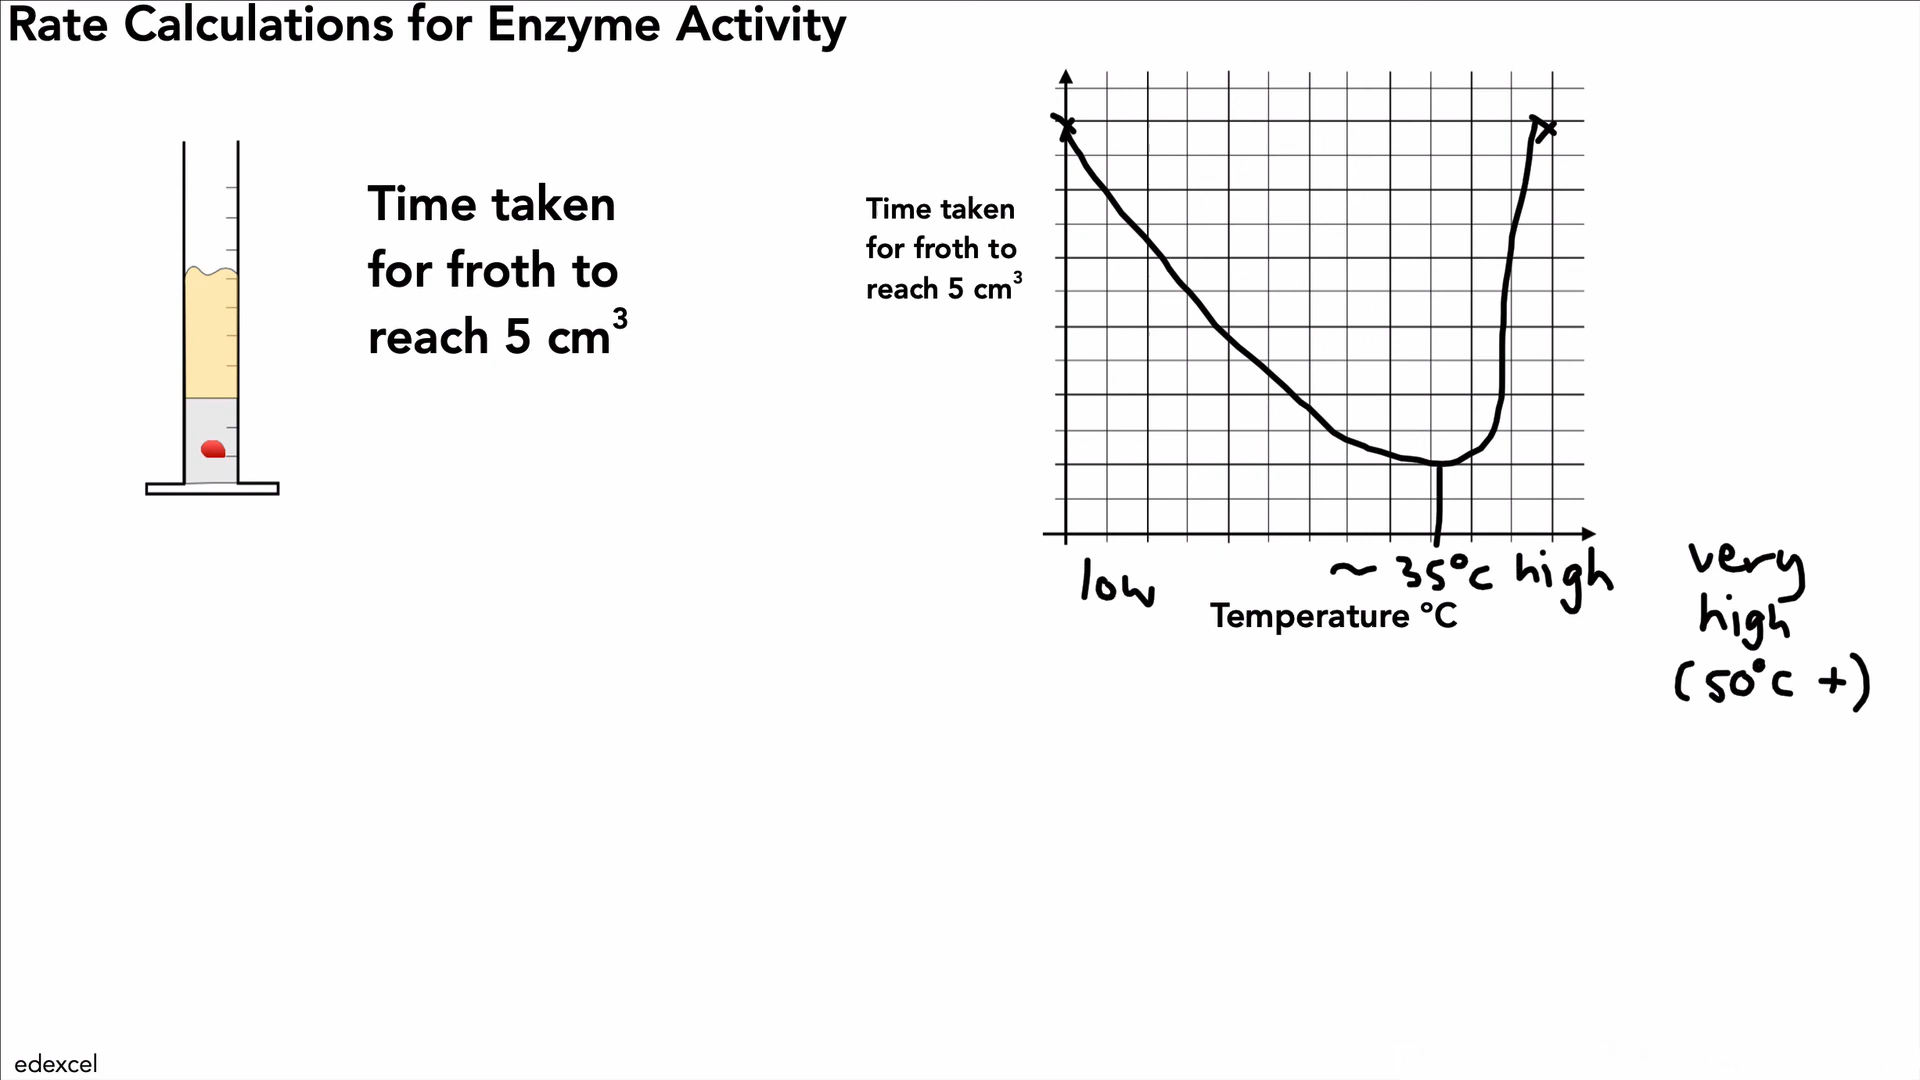 Rate Calculations for Enzyme Activity
Time taken
for froth to
reach 5 cm³
Time taken
for froth to
reach 5 cm³
low
~ 35°c
high
very
high
(50°c +)
Temperature °C
edexcel